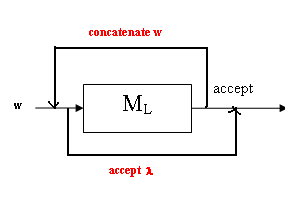 concatenate w
accept
w
M_L
accept λ